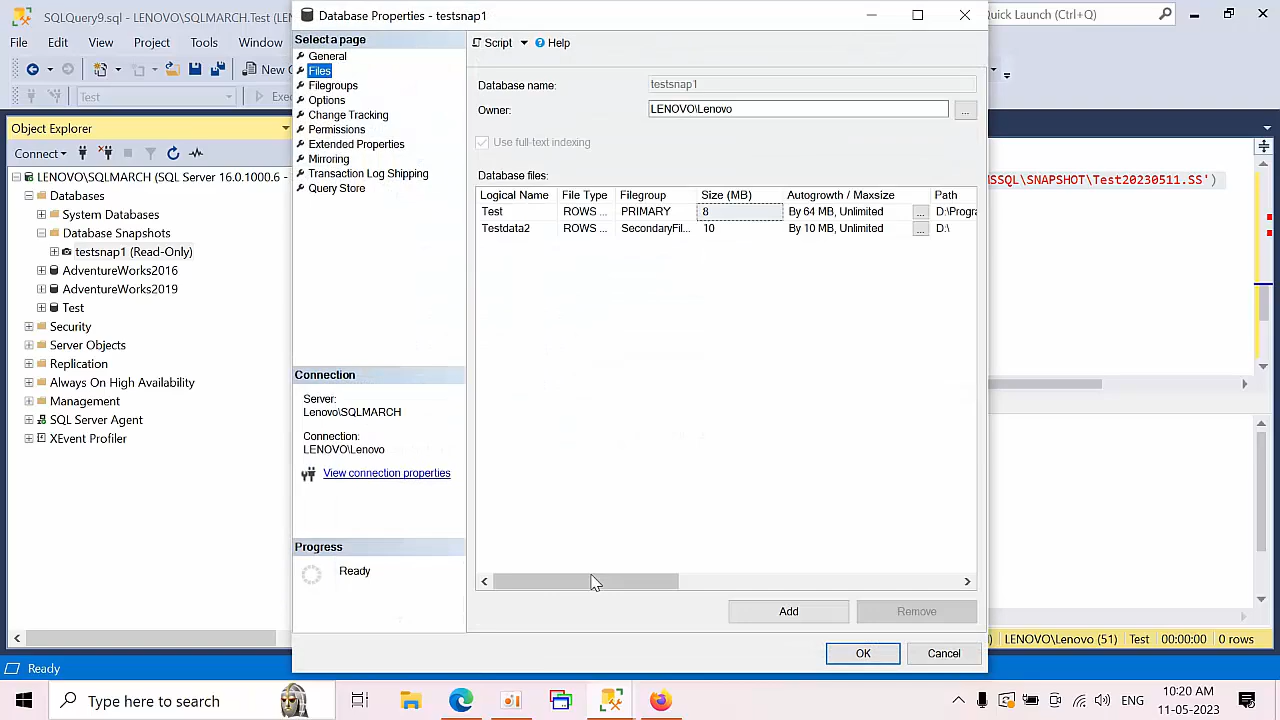 SQLQuery9.sql - LENOVO\SQLMARCH.Test
Quick Launch (Ctrl+Q)
File Edit View Project Tools Window
New
Test
Exec
Object Explorer
Connect
LENOVO\SQLMARCH (SQL Server 16.0.1000.6 -
Databases
System Databases
Database Snapshots
testsnap1 (Read-Only)
AdventureWorks2016
AdventureWorks2019
Test
Security
Server Objects
Replication
Always On High Availability
Management
SQL Server Agent
XEvent Profiler
Database Properties - testsnap1
Select a page
General
Files
Filegroups
Options
Change Tracking
Permissions
Extended Properties
Mirroring
Transaction Log Shipping
Query Store
Connection
Server:
Lenovo\SQLMARCH
Connection:
LENOVO\Lenovo
View connection properties
Progress
Ready
Script Help
Database name: testsnap1
Owner: LENOVO\Lenovo ...
Use full-text indexing
Database files:
Logical Name File Type Filegroup Size (MB) Autogrowth / Maxsize Path
Test ROWS ... PRIMARY 8 By 64 MB, Unlimited ... D:\Progra
Testdata2 ROWS ... SecondaryFil... 10 By 10 MB, Unlimited ... D:\
Add Remove
OK Cancel
MSSQL\SNAPSHOT\Test20230511.SS')
LENOVO\Lenovo (51) Test 00:00:00 0 rows
Ready
Type here to search
ENG
10:20 AM
11-05-2023